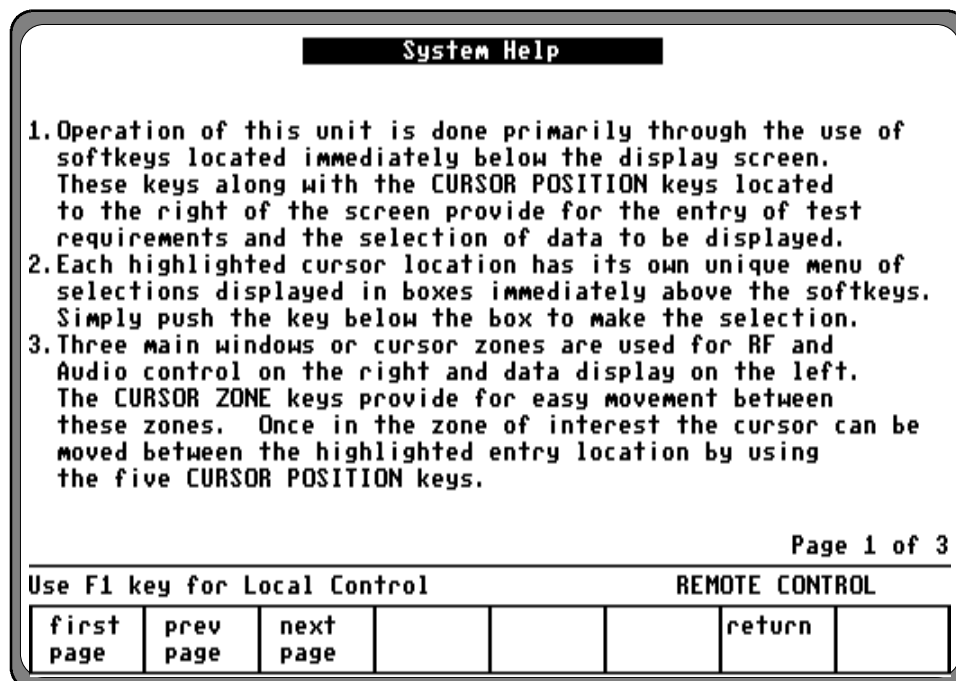 System Help
1.Operation of this unit is done primarily through the use of
softkeys located immediately below the display screen.
These keys along with the CURSOR POSITION keys located
to the right of the screen provide for the entry of test
requirements and the selection of data to be displayed.
2.Each highlighted cursor location has its own unique menu of
selections displayed in boxes immediately above the softkeys.
Simply push the key below the box to make the selection.
3.Three main windows or cursor zones are used for RF and
Audio control on the right and data display on the left.
The CURSOR ZONE keys provide for easy movement between
these zones.  Once in the zone of interest the cursor can be
moved between the highlighted entry location by using
the five CURSOR POSITION keys.
Page 1 of 3
Use F1 key for Local Control
REMOTE CONTROL
first page
prev page
next page
return